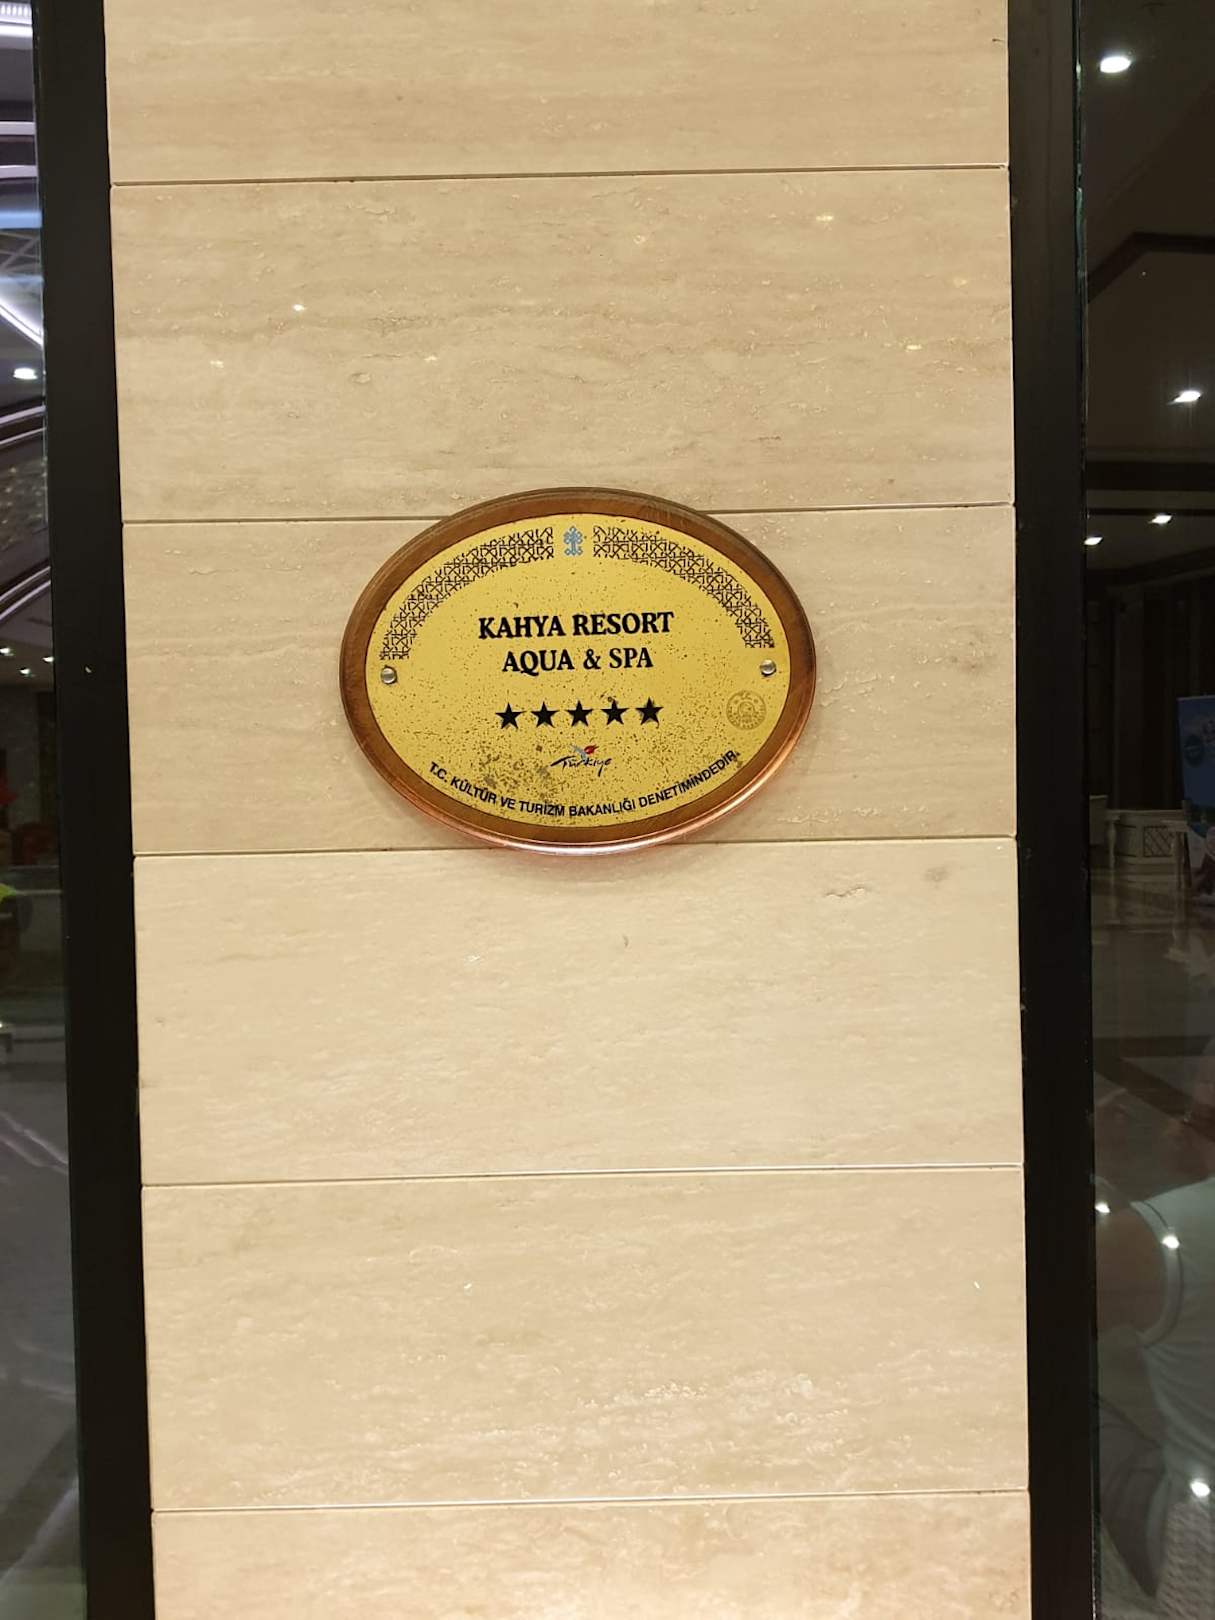 KAHYA RESORT
AQUA & SPA
Türkiye
T.C. KÜLTÜR VE TURİZM BAKANLIĞI DENETİMİNDEDİR.